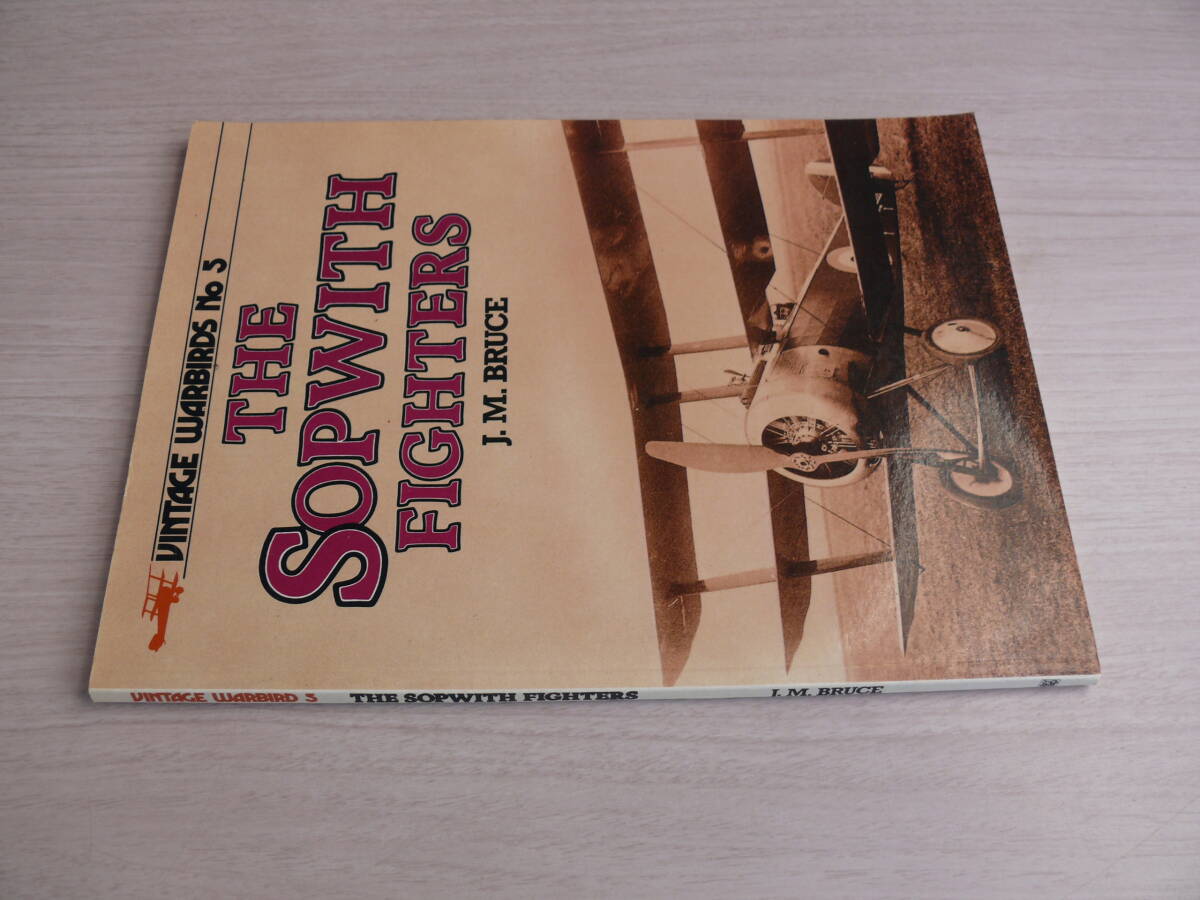 VINTAGE WARBIRDS No 5
THE
SOPWITH
FIGHTERS
J. M. BRUCE
VINTAGE WARBIRD 5
THE SOPWITH FIGHTERS
J. M. BRUCE